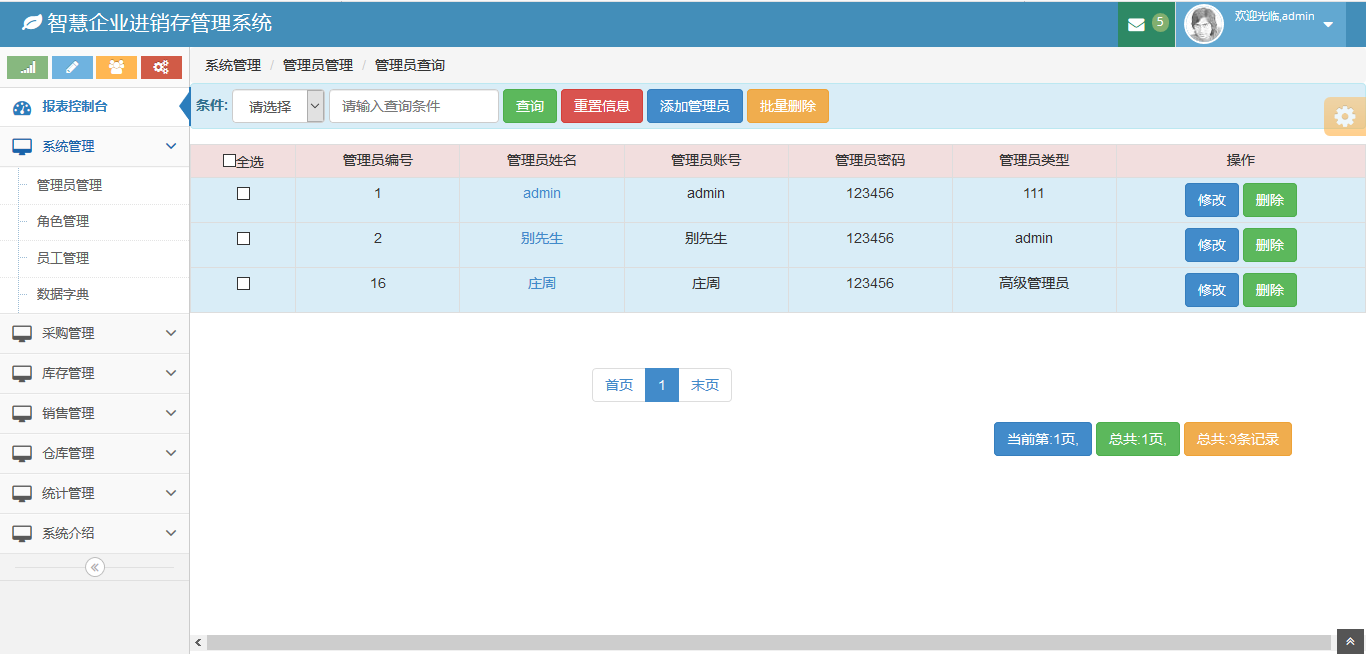 智慧企业进销存管理系统
5
欢迎光临,admin
系统管理 / 管理员管理 / 管理员查询
报表控制台
系统管理
管理员管理
角色管理
员工管理
数据字典
采购管理
库存管理
销售管理
仓库管理
统计管理
系统介绍
条件: 请选择 请输入查询条件 查询 重置信息 添加管理员 批量删除
全选 管理员编号 管理员姓名 管理员账号 管理员密码 管理员类型 操作
1 admin admin 123456 111 修改 删除
2 别先生 别先生 123456 admin 修改 删除
16 庄周 庄周 123456 高级管理员 修改 删除
首页 1 末页
当前第:1页, 总共:1页, 总共:3条记录